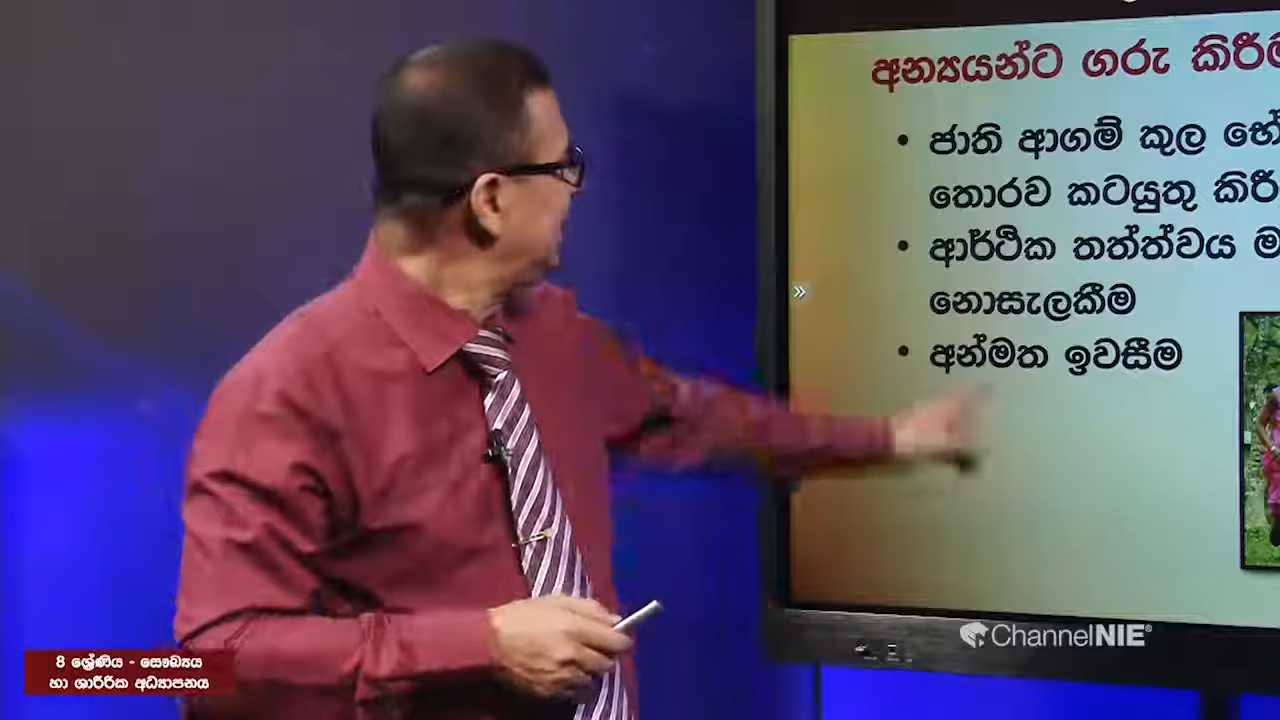 අන්‍යයන්ට ගරු කිරීම
• ජාති ආගම් කුල භේ
තොරව කටයුතු කිරී
• ආර්ථික තත්ත්වය ම
නොසැලකීම
• අන්මත ඉවසීම
»
ChannelNIE®
8 ශ්‍රේණිය - සෞඛ්‍යය
හා ශාරීරික අධ්‍යාපනය